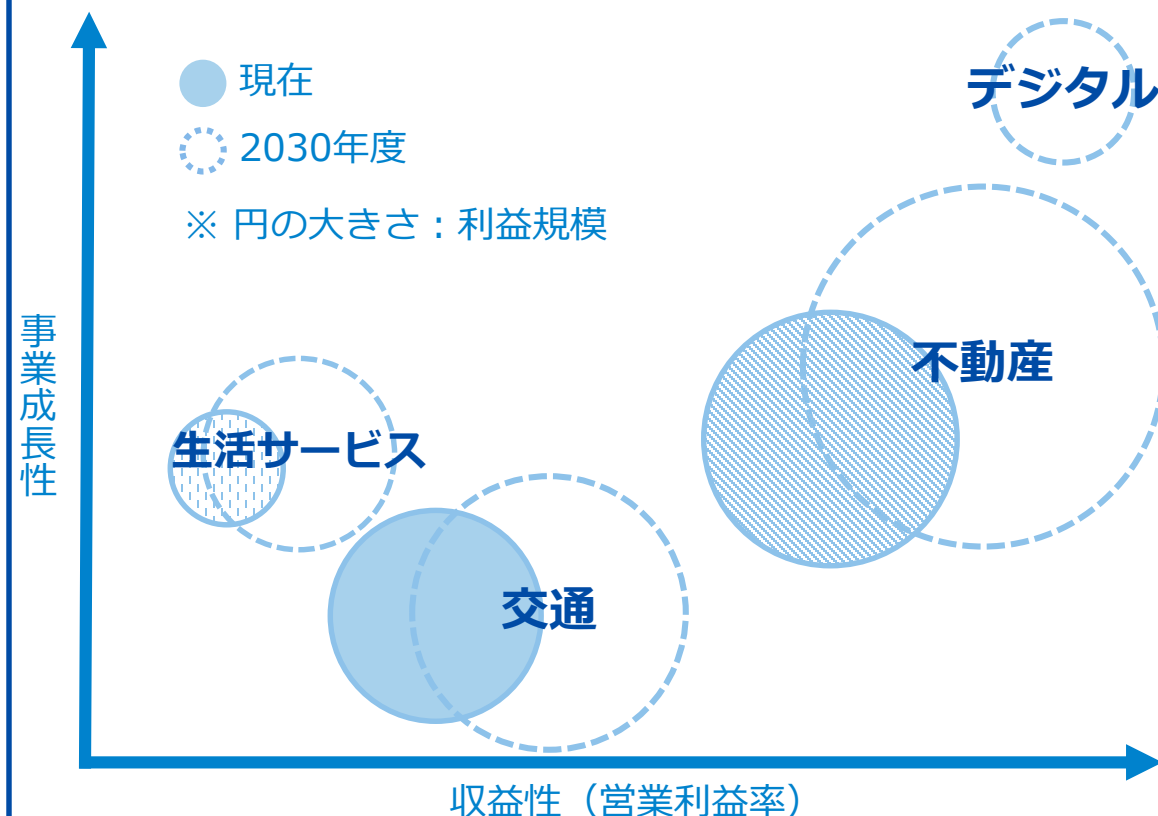 現在
2030年度
※ 円の大きさ：利益規模
デジタル
不動産
生活サービス
交通
事業成長性
収益性（営業利益率）